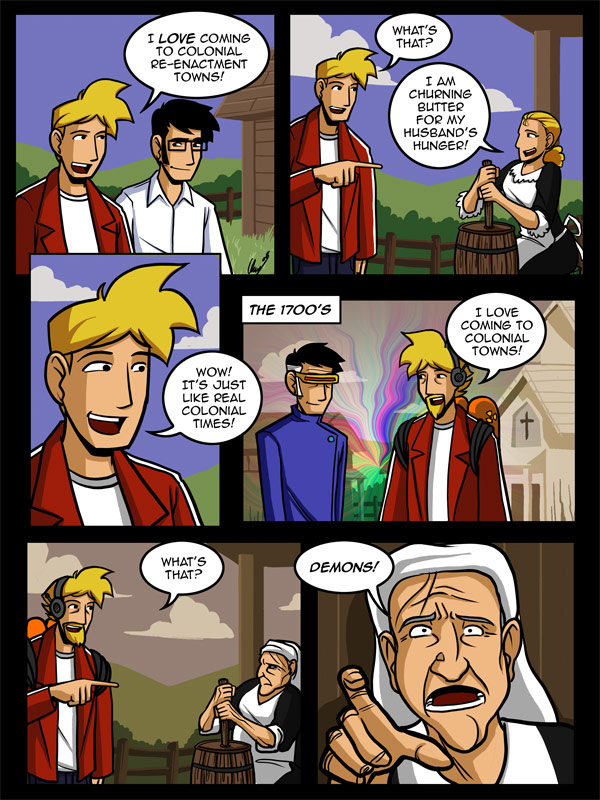 I LOVE COMING
TO COLONIAL
RE-ENACTMENT
TOWNS!
WHAT'S
THAT?
I AM
CHURNING
BUTTER
FOR MY
HUSBAND'S
HUNGER!
WOW!
IT'S JUST
LIKE REAL
COLONIAL
TIMES!
THE 1700'S
I LOVE
COMING TO
COLONIAL
TOWNS!
WHAT'S
THAT?
DEMONS!